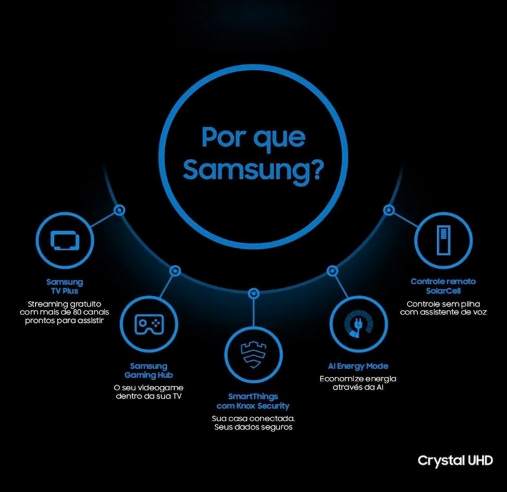 Por que
Samsung?
Samsung
TV Plus
Streaming gratuito
com mais de 80 canais
prontos para assistir
Samsung
Gaming Hub
O seu videogame
dentro da sua TV
SmartThings
com Knox Security
Sua casa conectada.
Seus dados seguros
AI Energy Mode
Economize energia
através da AI
Controle remoto
SolarCell
Controle sem pilha
com assistente de voz
Crystal UHD